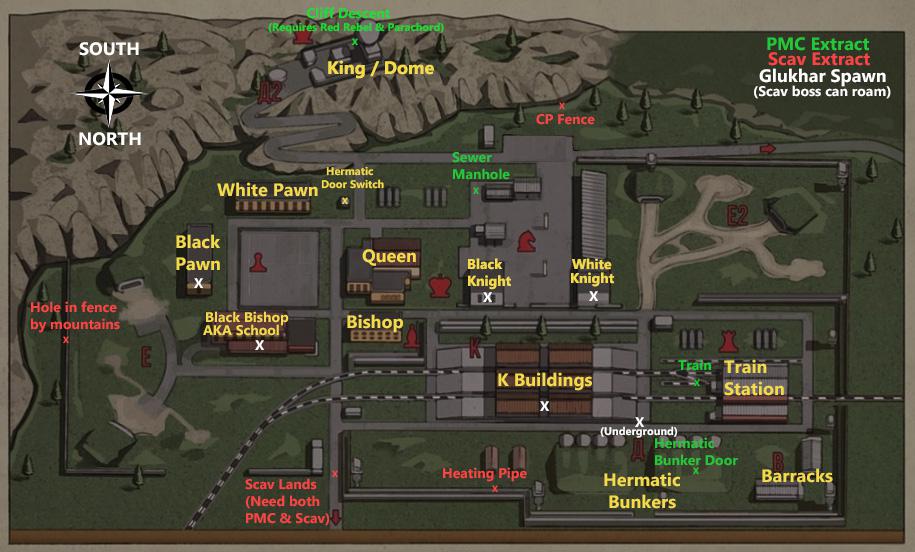 Cliff Descent
(Requires Red Rebel & Parachord)
SOUTH
NORTH
King / Dome
Д2
PMC Extract
Scav Extract
Glukhar Spawn
(Scav boss can roam)
x
x
CP Fence
Sewer
Manhole
x
Hermatic
Door Switch
x
White Pawn
E2
Black
Pawn
X
Queen
Black
Knight
X
White
Knight
X
Hole in fence
by mountains
x
Black Bishop
AKA School
X
Bishop
E
K
K Buildings
X
Train
x
Train
Station
X
(Underground)
Д
Hermetic
Bunker Door
x
Hermetic
Bunkers
B
Barracks
Heating Pipe
x
x
Scav Lands
(Need both
PMC & Scav)